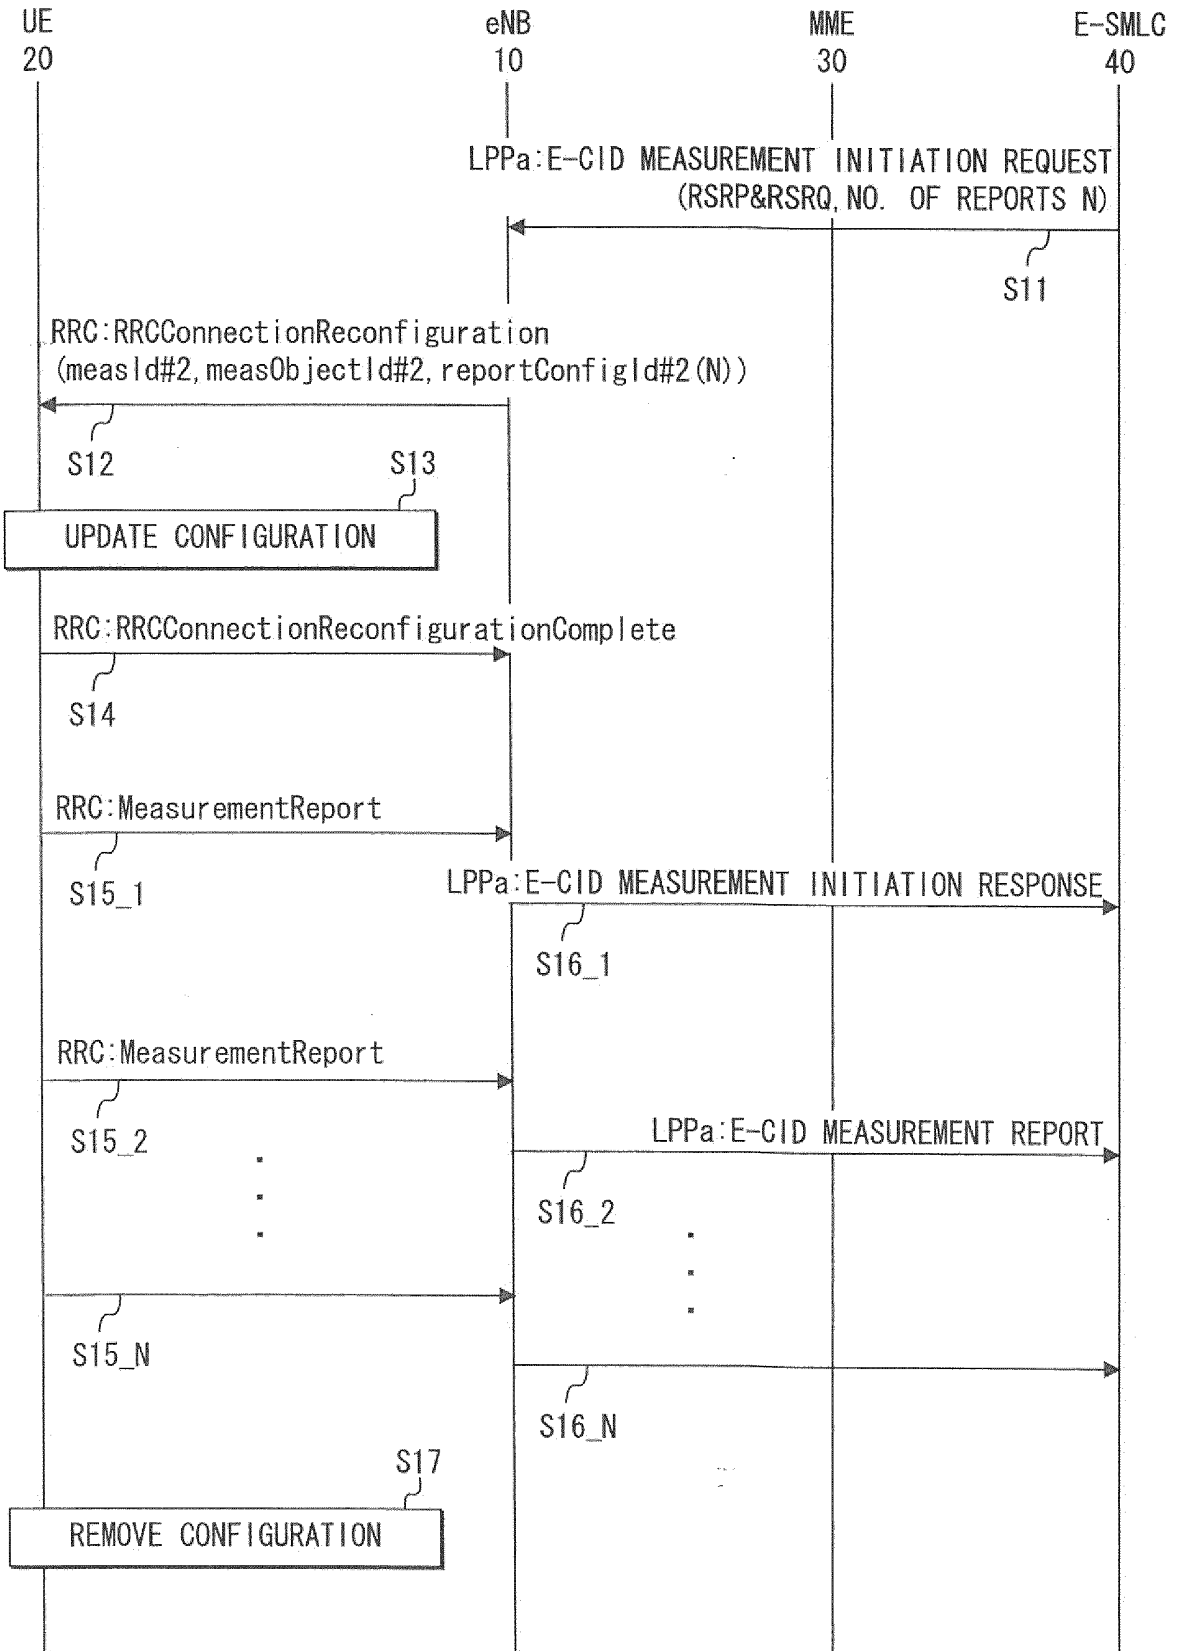 UE
eNB
MME
E-SMLC
20
10
30
40
LPPa:E-CID MEASUREMENT INITIATION REQUEST
(RSRP&RSRQ, NO. OF REPORTS N)
S11
RRC:RRCConnectionReconfiguration
(measId#2, measObjectId#2, reportConfigId#2(N))
S12
S13
UPDATE CONFIGURATION
RRC:RRCConnectionReconfigurationComplete
S14
RRC:MeasurementReport
S15_1
LPPa:E-CID MEASUREMENT INITIATION RESPONSE
S16_1
RRC:MeasurementReport
S15_2
LPPa:E-CID MEASUREMENT REPORT
S16_2
S15_N
S16_N
S17
REMOVE CONFIGURATION